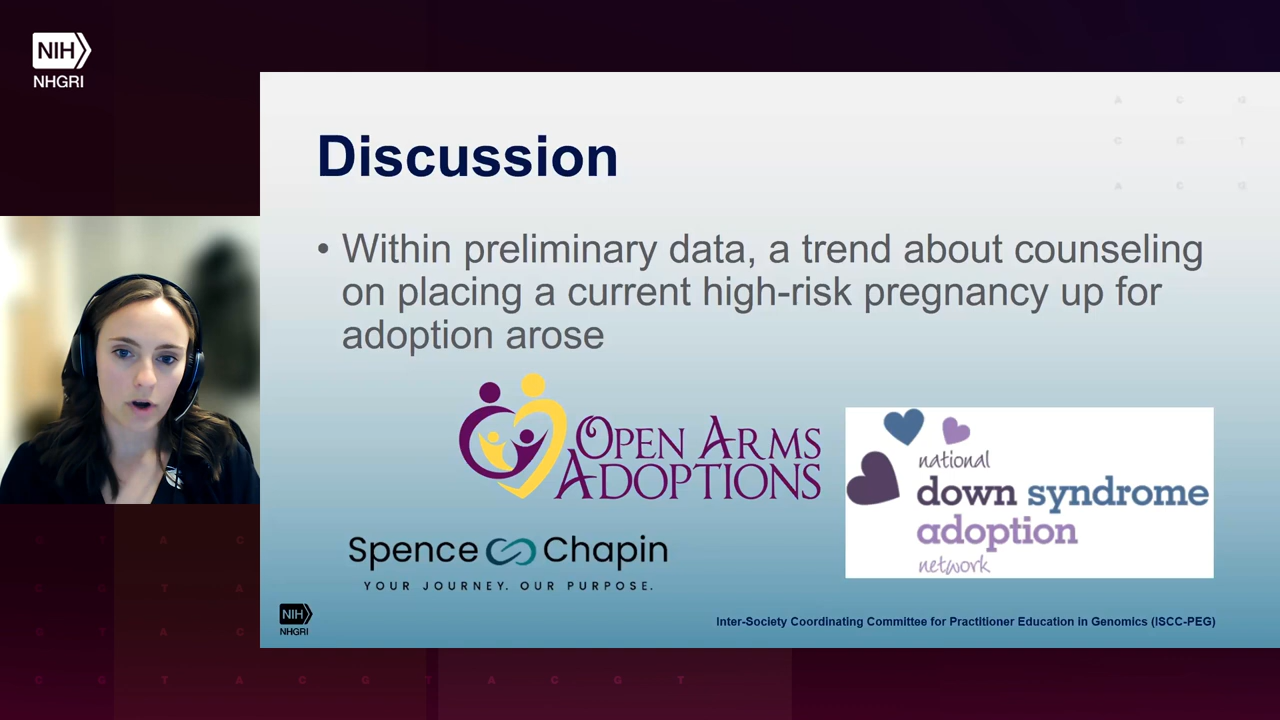 NIH
NHGRI
Discussion
• Within preliminary data, a trend about counseling
on placing a current high-risk pregnancy up for
adoption arose
OPEN ARMS
ADOPTIONS
national
down syndrome
adoption
network
Spence Chapin
YOUR JOURNEY. OUR PURPOSE.
NIH
NHGRI
Inter-Society Coordinating Committee for Practitioner Education in Genomics (ISCC-PEG)
A C G
C G T
A C G
G T A C
C G T A
G T A C
C G T A C G T A C G T A C G T